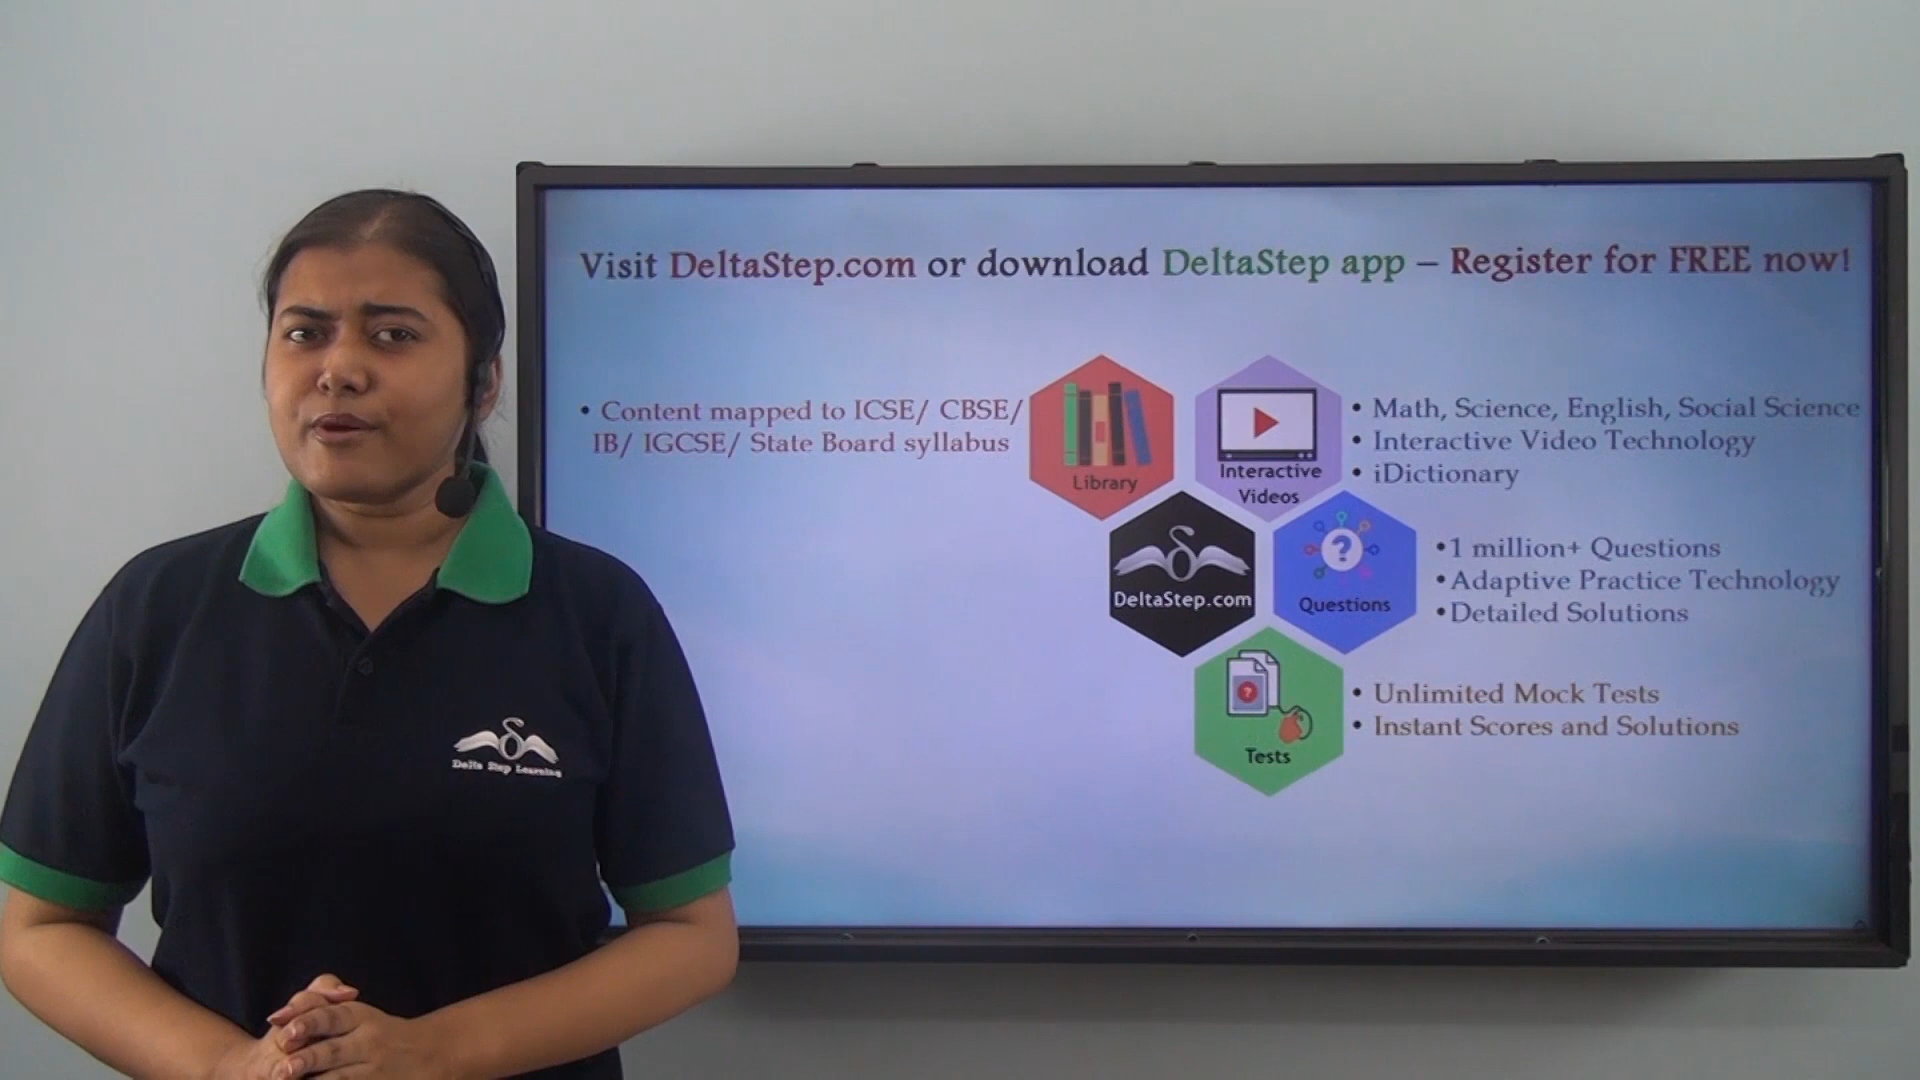 Visit DeltaStep.com or download DeltaStep app – Register for FREE now!
• Content mapped to ICSE/ CBSE/
IB/ IGCSE/ State Board syllabus
Library
Interactive
Videos
• Math, Science, English, Social Science
• Interactive Video Technology
• iDictionary
DeltaStep.com
?
Questions
•1 million+ Questions
•Adaptive Practice Technology
•Detailed Solutions
?
Tests
• Unlimited Mock Tests
• Instant Scores and Solutions
δ
Delta Step Learning